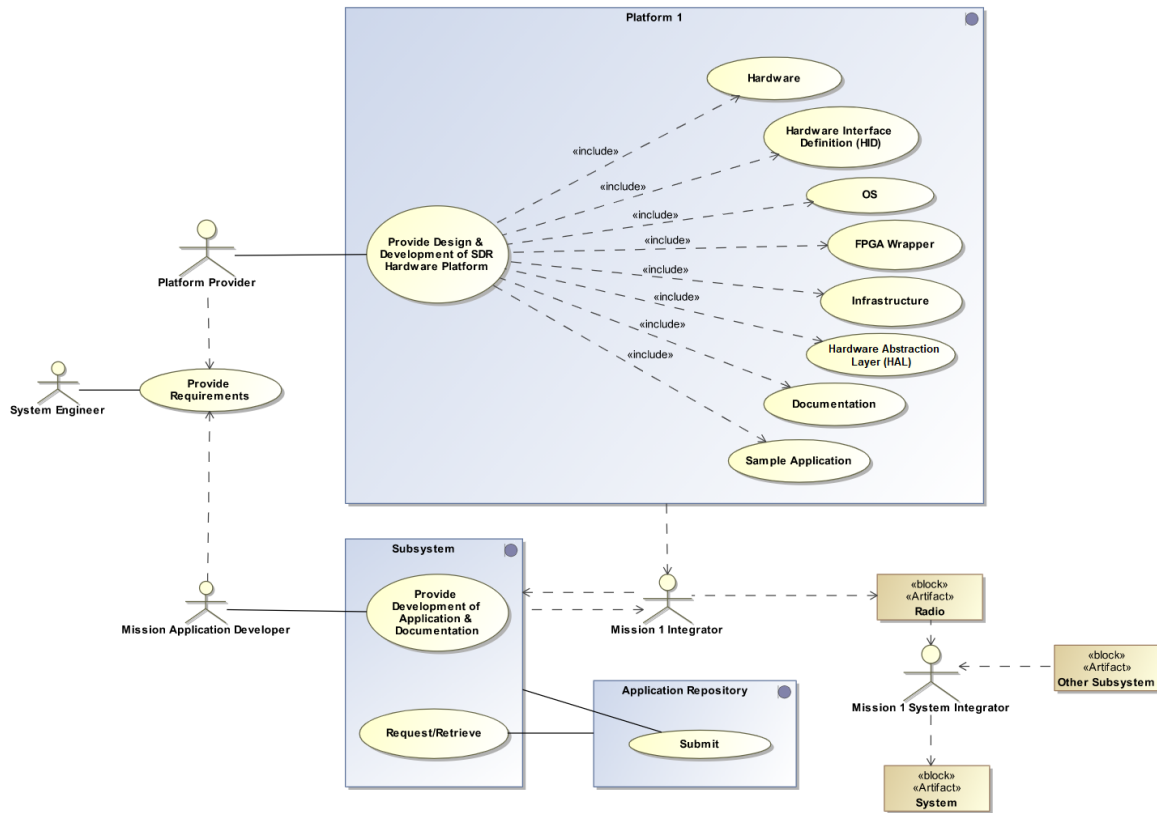 Platform 1
Hardware
Hardware Interface
Definition (HID)
OS
FPGA Wrapper
Infrastructure
Hardware Abstraction
Layer (HAL)
Documentation
Sample Application
«include»
«include»
«include»
«include»
«include»
«include»
«include»
«include»
Provide Design &
Development of SDR
Hardware Platform
Platform Provider
System Engineer
Provide
Requirements
Mission Application Developer
Subsystem
Provide
Development of
Application &
Documentation
Request/Retrieve
Application Repository
Submit
Mission 1 Integrator
«block»
«Artifact»
Radio
Mission 1 System Integrator
«block»
«Artifact»
Other Subsystem
«block»
«Artifact»
System